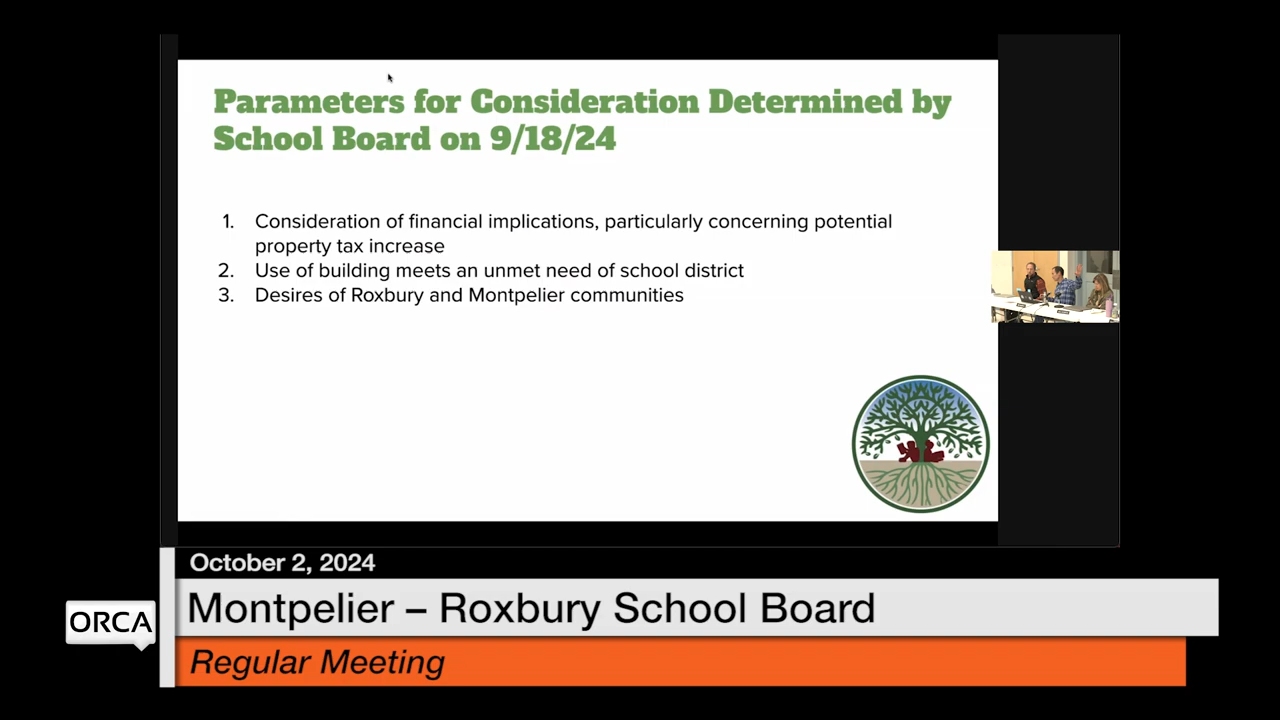 Parameters for Consideration Determined by
School Board on 9/18/24
1. Consideration of financial implications, particularly concerning potential
property tax increase
2. Use of building meets an unmet need of school district
3. Desires of Roxbury and Montpelier communities
October 2, 2024
ORCA
Montpelier – Roxbury School Board
Regular Meeting